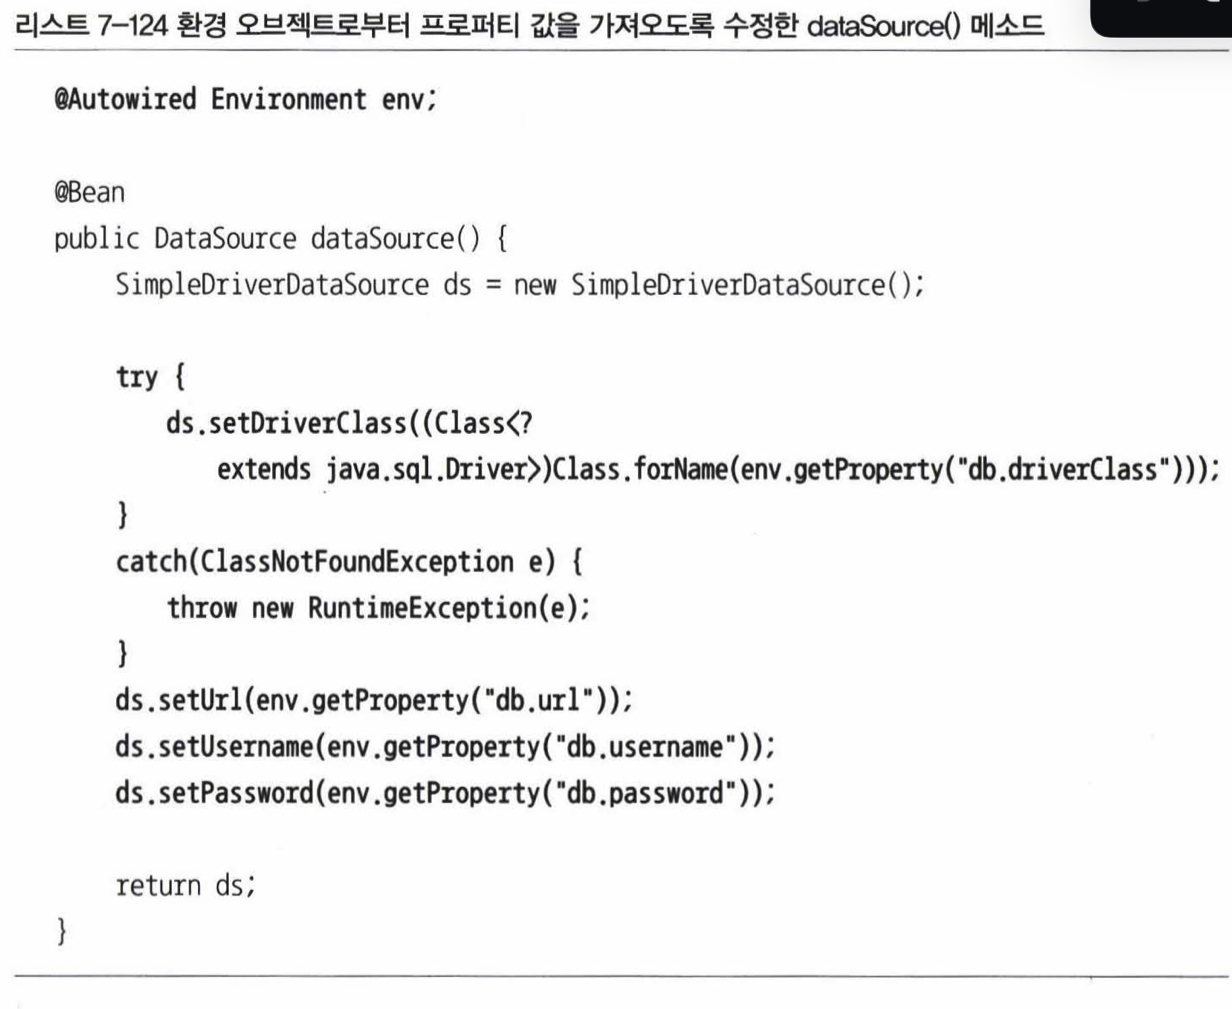 리스트 7-124 환경 오브젝트로부터 프로퍼티 값을 가져오도록 수정한 dataSource() 메소드
@Autowired Environment env;
@Bean
public DataSource dataSource() {
SimpleDriverDataSource ds = new SimpleDriverDataSource();
try {
ds.setDriverClass((Class<?
extends java.sql.Driver>)Class.forName(env.getProperty("db.driverClass")));
}
catch(ClassNotFoundException e) {
throw new RuntimeException(e);
}
ds.setUrl(env.getProperty("db.url"));
ds.setUsername(env.getProperty("db.username"));
ds.setPassword(env.getProperty("db.password"));
return ds;
}